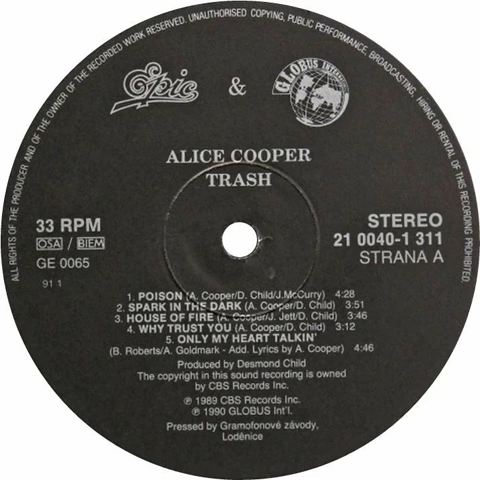 ALL RIGHTS OF THE PRODUCER AND OF THE OWNER OF THE RECORDED WORK RESERVED. UNAUTHORISED COPYING, PUBLIC PERFORMANCE, BROADCASTING, HIRING OR RENTAL OF THIS RECORDING PROHIBITED.
Epic & GLOBUS INTERNATIONAL
ALICE COOPER
TRASH
33 RPM
OSA / BIEM
GE 0065
91 1
STEREO
21 0040-1 311
STRANA A
1. POISON (A. Cooper/D. Child/J.McCurry) 4:28
2. SPARK IN THE DARK (A. Cooper/D. Child) 3:51
3. HOUSE OF FIRE (A. Cooper/J. Jett/D. Child) 3:46
4. WHY TRUST YOU (A. Cooper/D. Child) 3:12
5. ONLY MY HEART TALKIN'
(B. Roberts/A. Goldmark - Add. Lyrics by A. Cooper) 4:46
Produced by Desmond Child
The copyright in this sound recording is owned
by CBS Records Inc.
℗ 1989 CBS Records Inc.
℗ 1990 GLOBUS Int'l.
Pressed by Gramofonové závody,
Loděnice